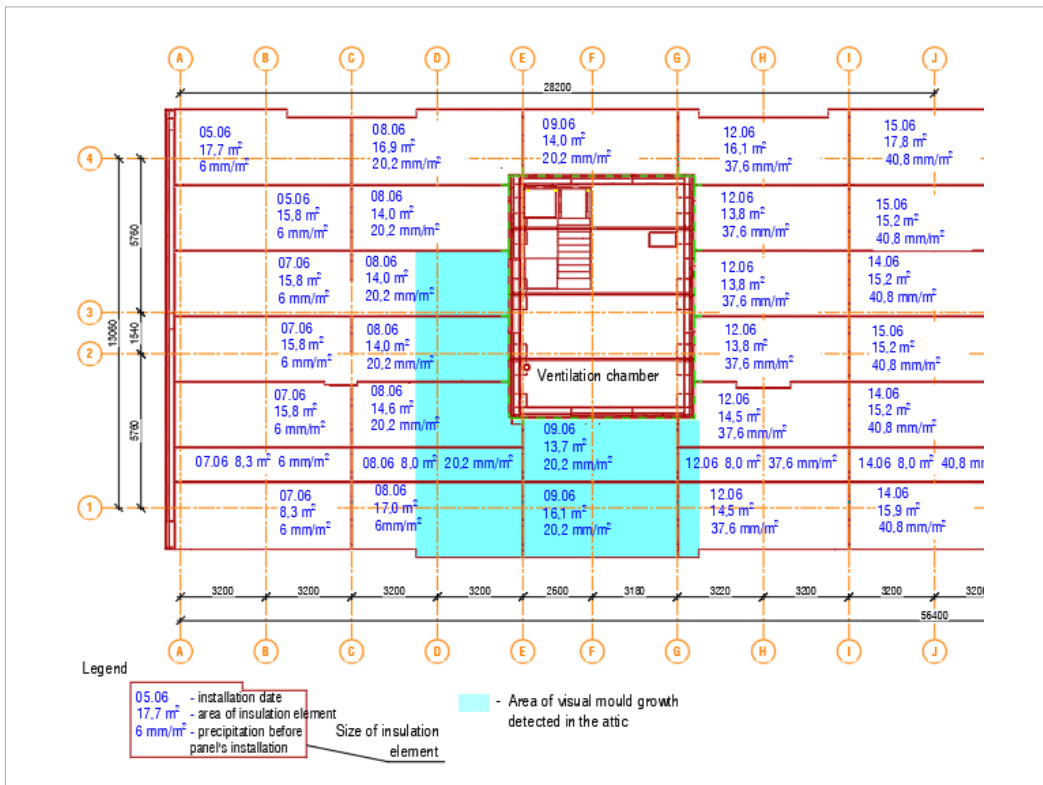 A B C D E F G H I J
28200
05.06
17,7 m²
6 mm/m²
08.06
16,9 m²
20,2 mm/m²
09.06
14,0 m²
20,2 mm/m²
12.06
16,1 m²
37,6 mm/m²
15.06
17,8 m²
40,8 mm/m²
4
05.06
15,8 m²
6 mm/m²
08.06
14,0 m²
20,2 mm/m²
12.06
13,8 m²
37,6 mm/m²
15.06
15,2 m²
40,8 mm/m²
5760
07.06
15,8 m²
6 mm/m²
08.06
14,0 m²
20,2 mm/m²
12.06
13,8 m²
37,6 mm/m²
14.06
15,2 m²
40,8 mm/m²
3
13060
1540
07.06
15,8 m²
6 mm/m²
08.06
14,0 m²
20,2 mm/m²
12.06
13,8 m²
37,6 mm/m²
15.06
15,2 m²
40,8 mm/m²
2
Ventilation chamber
07.06
15,8 m²
6 mm/m²
08.06
14,6 m²
20,2 mm/m²
12.06
14,5 m²
37,6 mm/m²
14.06
15,2 m²
40,8 mm/m²
5760
09.06
13,7 m²
20,2 mm/m²
07.06 8,3 m² 6 mm/m²
08.06 8,0 m² 20,2 mm/m²
12.06 8,0 m² 37,6 mm/m²
14.06 8,0 m² 40,8 mm
07.06
8,3 m²
6 mm/m²
08.06
17,0 m²
6mm/m²
09.06
16,1 m²
20,2 mm/m²
12.06
14,5 m²
37,6 mm/m²
14.06
15,9 m²
40,8 mm/m²
1
3200 3200 3200 3200 2600 3180 3220 3200 3200 320
56400
A B C D E F G H I J
Legend
05.06 - installation date
17,7 m² - area of insulation element
6 mm/m² - precipitation before
panel's installation
Size of insulation
element
- Area of visual mould growth
detected in the attic